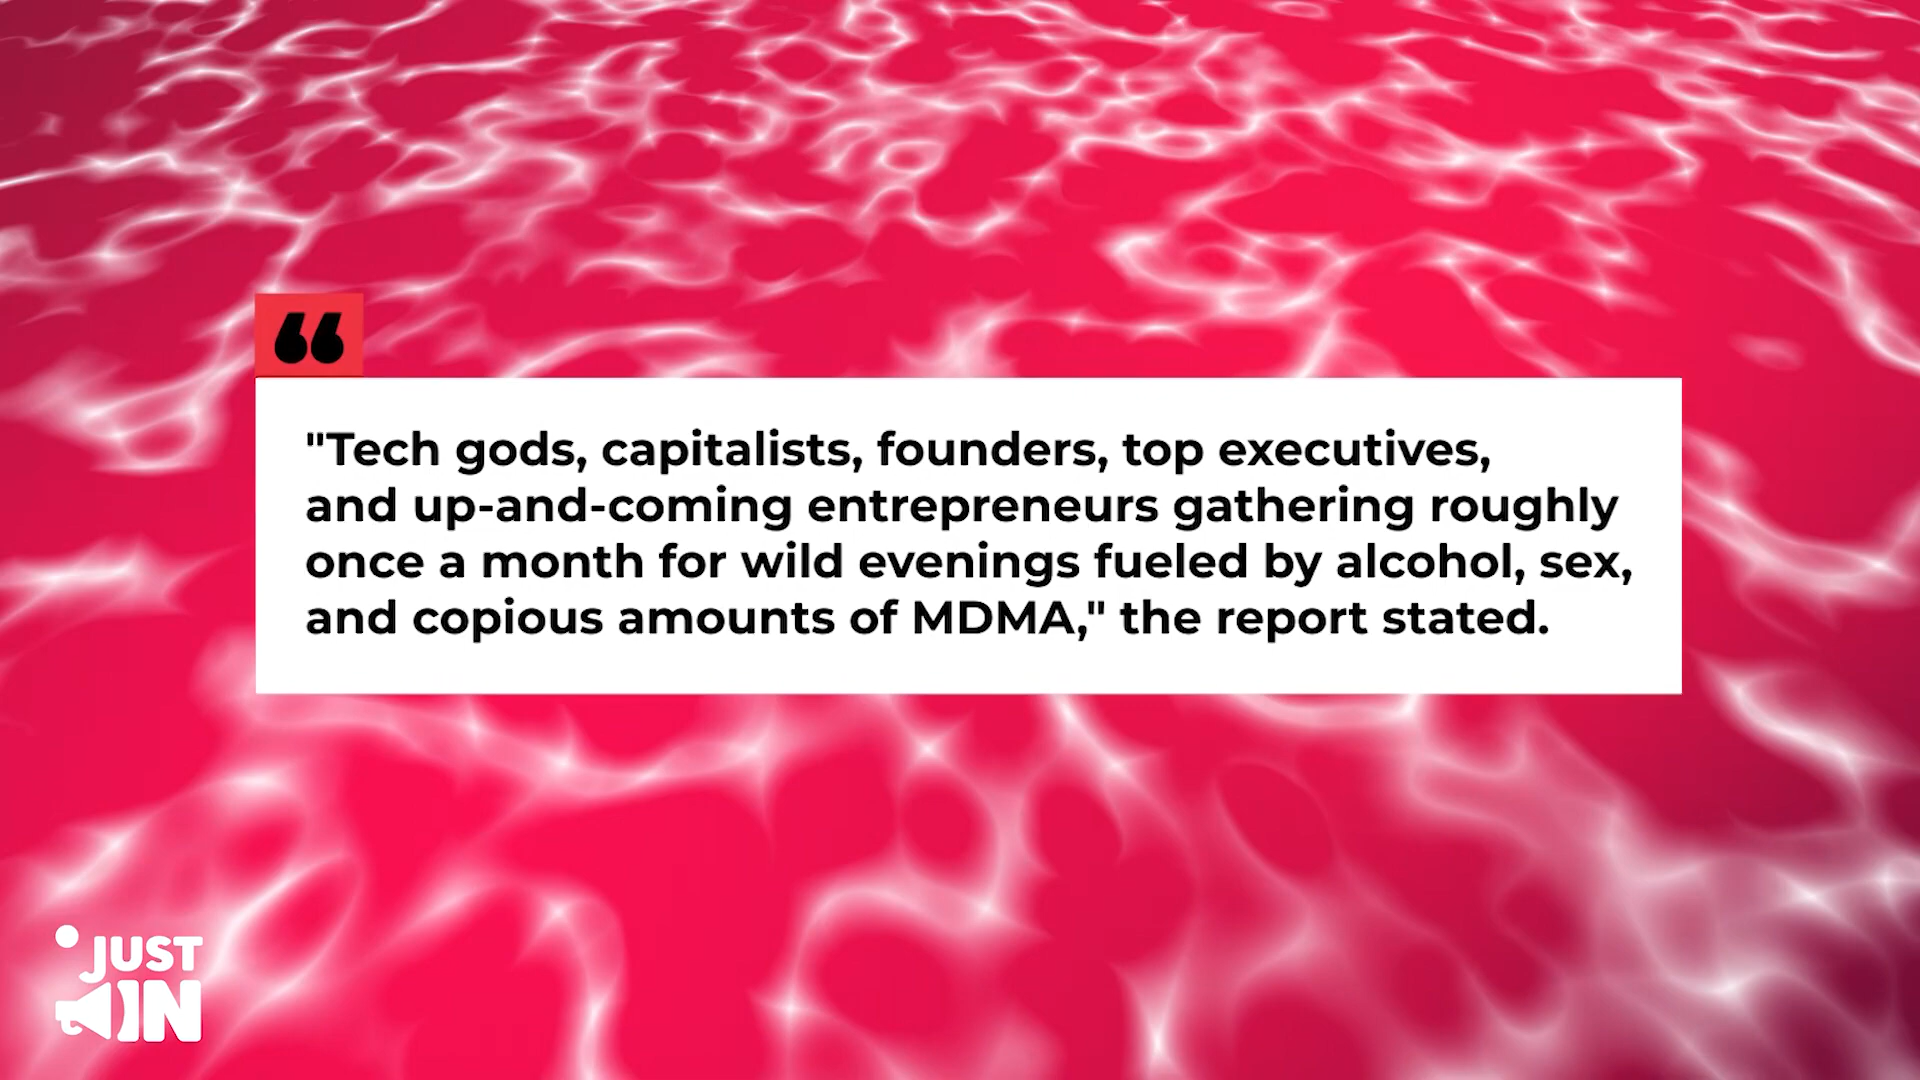 "Tech gods, capitalists, founders, top executives,
and up-and-coming entrepreneurs gathering roughly
once a month for wild evenings fueled by alcohol, sex,
and copious amounts of MDMA," the report stated.
JUST
IN